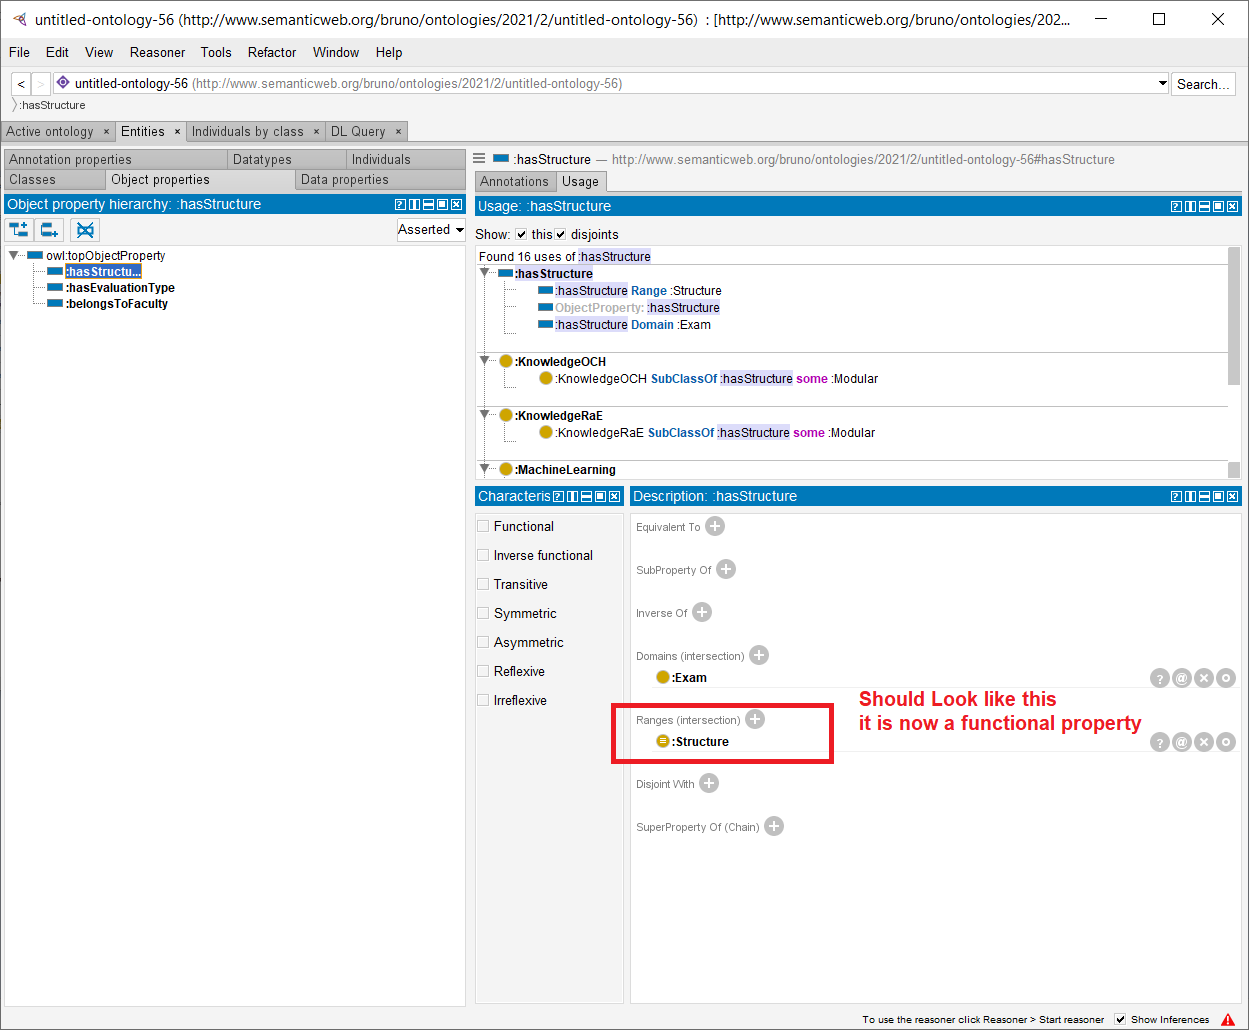 untitled-ontology-56 (http://www.semanticweb.org/bruno/ontologies/2021/2/untitled-ontology-56) : [http://www.semanticweb.org/bruno/ontologies/202...
File Edit View Reasoner Tools Refactor Window Help
< > untitled-ontology-56 (http://www.semanticweb.org/bruno/ontologies/2021/2/untitled-ontology-56) Search...
:hasStructure
Active ontology × Entities × Individuals by class × DL Query ×
Annotation properties Datatypes Individuals
Classes Object properties Data properties
Object property hierarchy: :hasStructure
Asserted
owl:topObjectProperty
:hasStructu...
:hasEvaluationType
:belongsToFaculty
:hasStructure — http://www.semanticweb.org/bruno/ontologies/2021/2/untitled-ontology-56#hasStructure
Annotations Usage
Usage: :hasStructure
Show: this disjoints
Found 16 uses of :hasStructure
:hasStructure
:hasStructure Range :Structure
ObjectProperty: :hasStructure
:hasStructure Domain :Exam
:KnowledgeOCH
:KnowledgeOCH SubClassOf :hasStructure some :Modular
:KnowledgeRaE
:KnowledgeRaE SubClassOf :hasStructure some :Modular
:MachineLearning
Characteris
Functional
Inverse functional
Transitive
Symmetric
Asymmetric
Reflexive
Irreflexive
Description: :hasStructure
Equivalent To
SubProperty Of
Inverse Of
Domains (intersection)
:Exam
Ranges (intersection)
:Structure
Should Look like this
it is now a functional property
Disjoint With
SuperProperty Of (Chain)
To use the reasoner click Reasoner > Start reasoner Show Inferences